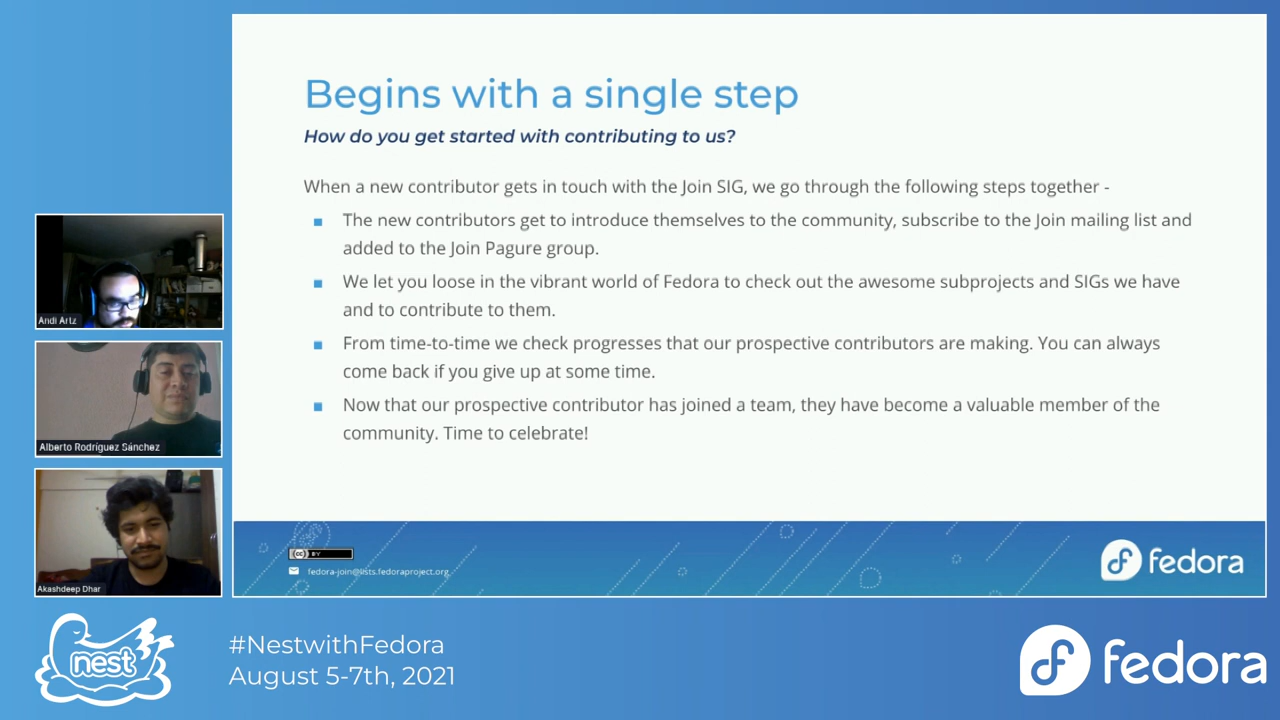 Begins with a single step
How do you get started with contributing to us?
When a new contributor gets in touch with the Join SIG, we go through the following steps together -
The new contributors get to introduce themselves to the community, subscribe to the Join mailing list and
added to the Join Pagure group.
We let you loose in the vibrant world of Fedora to check out the awesome subprojects and SIGs we have
and to contribute to them.
From time-to-time we check progresses that our prospective contributors are making. You can always
come back if you give up at some time.
Now that our prospective contributor has joined a team, they have become a valuable member of the
community. Time to celebrate!
Andi Artz
Alberto Rodríguez Sánchez
Akashdeep Dhar
cc BY
fedora-join@lists.fedoraproject.org
fedora
nest
#NestwithFedora
August 5-7th, 2021
fedora